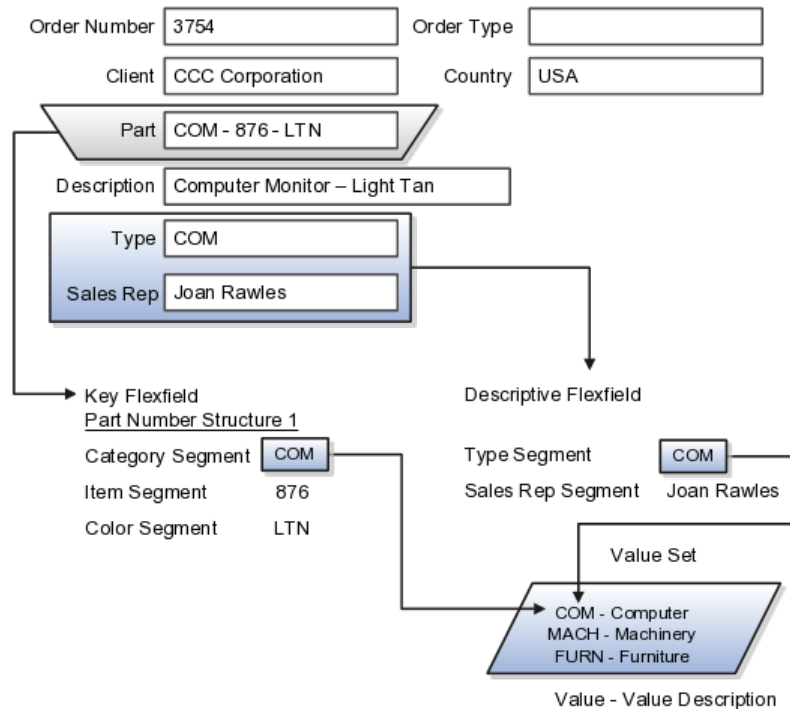 Order Number 3754 Order Type
Client CCC Corporation Country USA
Part COM - 876 - LTN
Description Computer Monitor – Light Tan
Type COM
Sales Rep Joan Rawles
Key Flexfield
Part Number Structure 1
Category Segment COM
Item Segment 876
Color Segment LTN
Descriptive Flexfield
Type Segment COM
Sales Rep Segment Joan Rawles
Value Set
COM - Computer
MACH - Machinery
FURN - Furniture
Value - Value Description